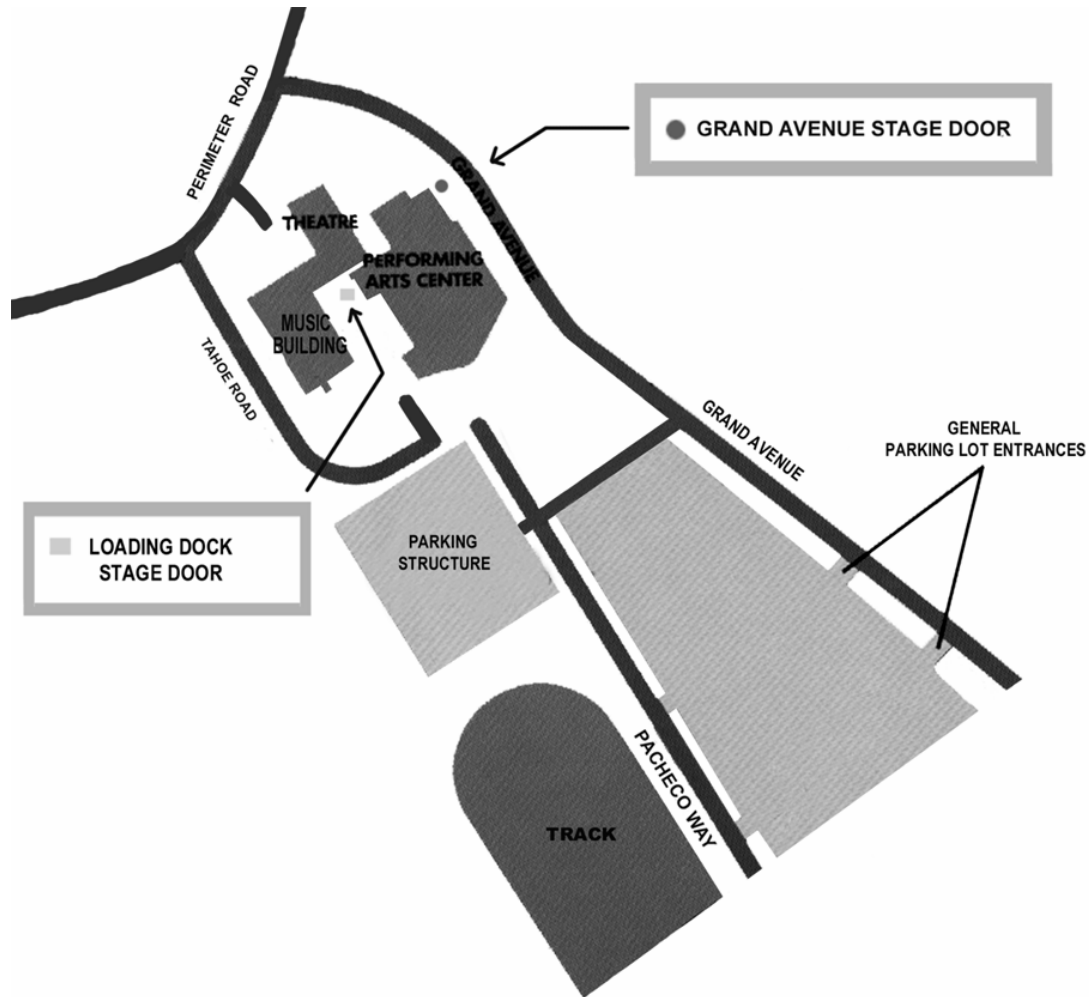 PERIMETER ROAD
GRAND AVENUE STAGE DOOR
GRAND AVENUE
THEATRE
PERFORMING
ARTS CENTER
MUSIC
BUILDING
TAHOE ROAD
GRAND AVENUE
GENERAL
PARKING LOT ENTRANCES
LOADING DOCK
STAGE DOOR
PARKING
STRUCTURE
PACHECO WAY
TRACK